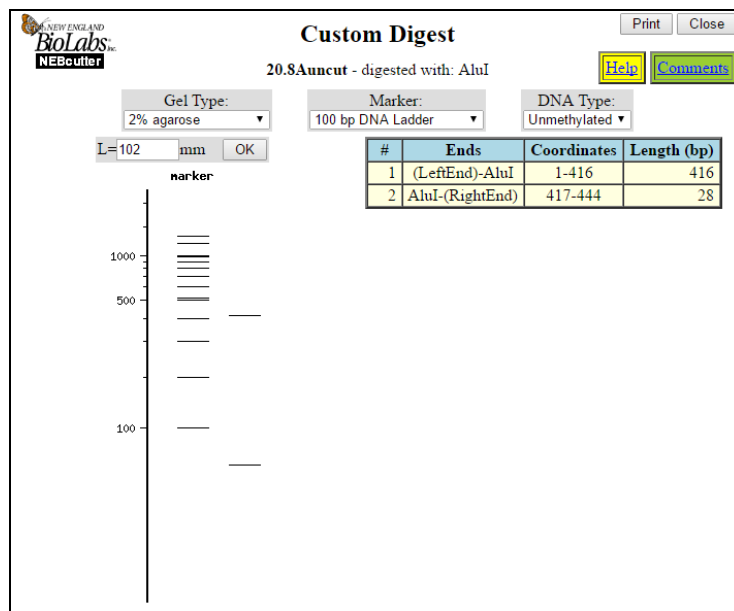 NEW ENGLAND
BioLabs Inc.
NEBcutter
Custom Digest
Print Close
20.8Auncut - digested with: AluI
Help Comments
Gel Type: Marker: DNA Type:
2% agarose 100 bp DNA Ladder Unmethylated
L= 102 mm OK
# Ends Coordinates Length (bp)
1 (LeftEnd)-AluI 1-416 416
2 AluI-(RightEnd) 417-444 28
marker
1000
500
100